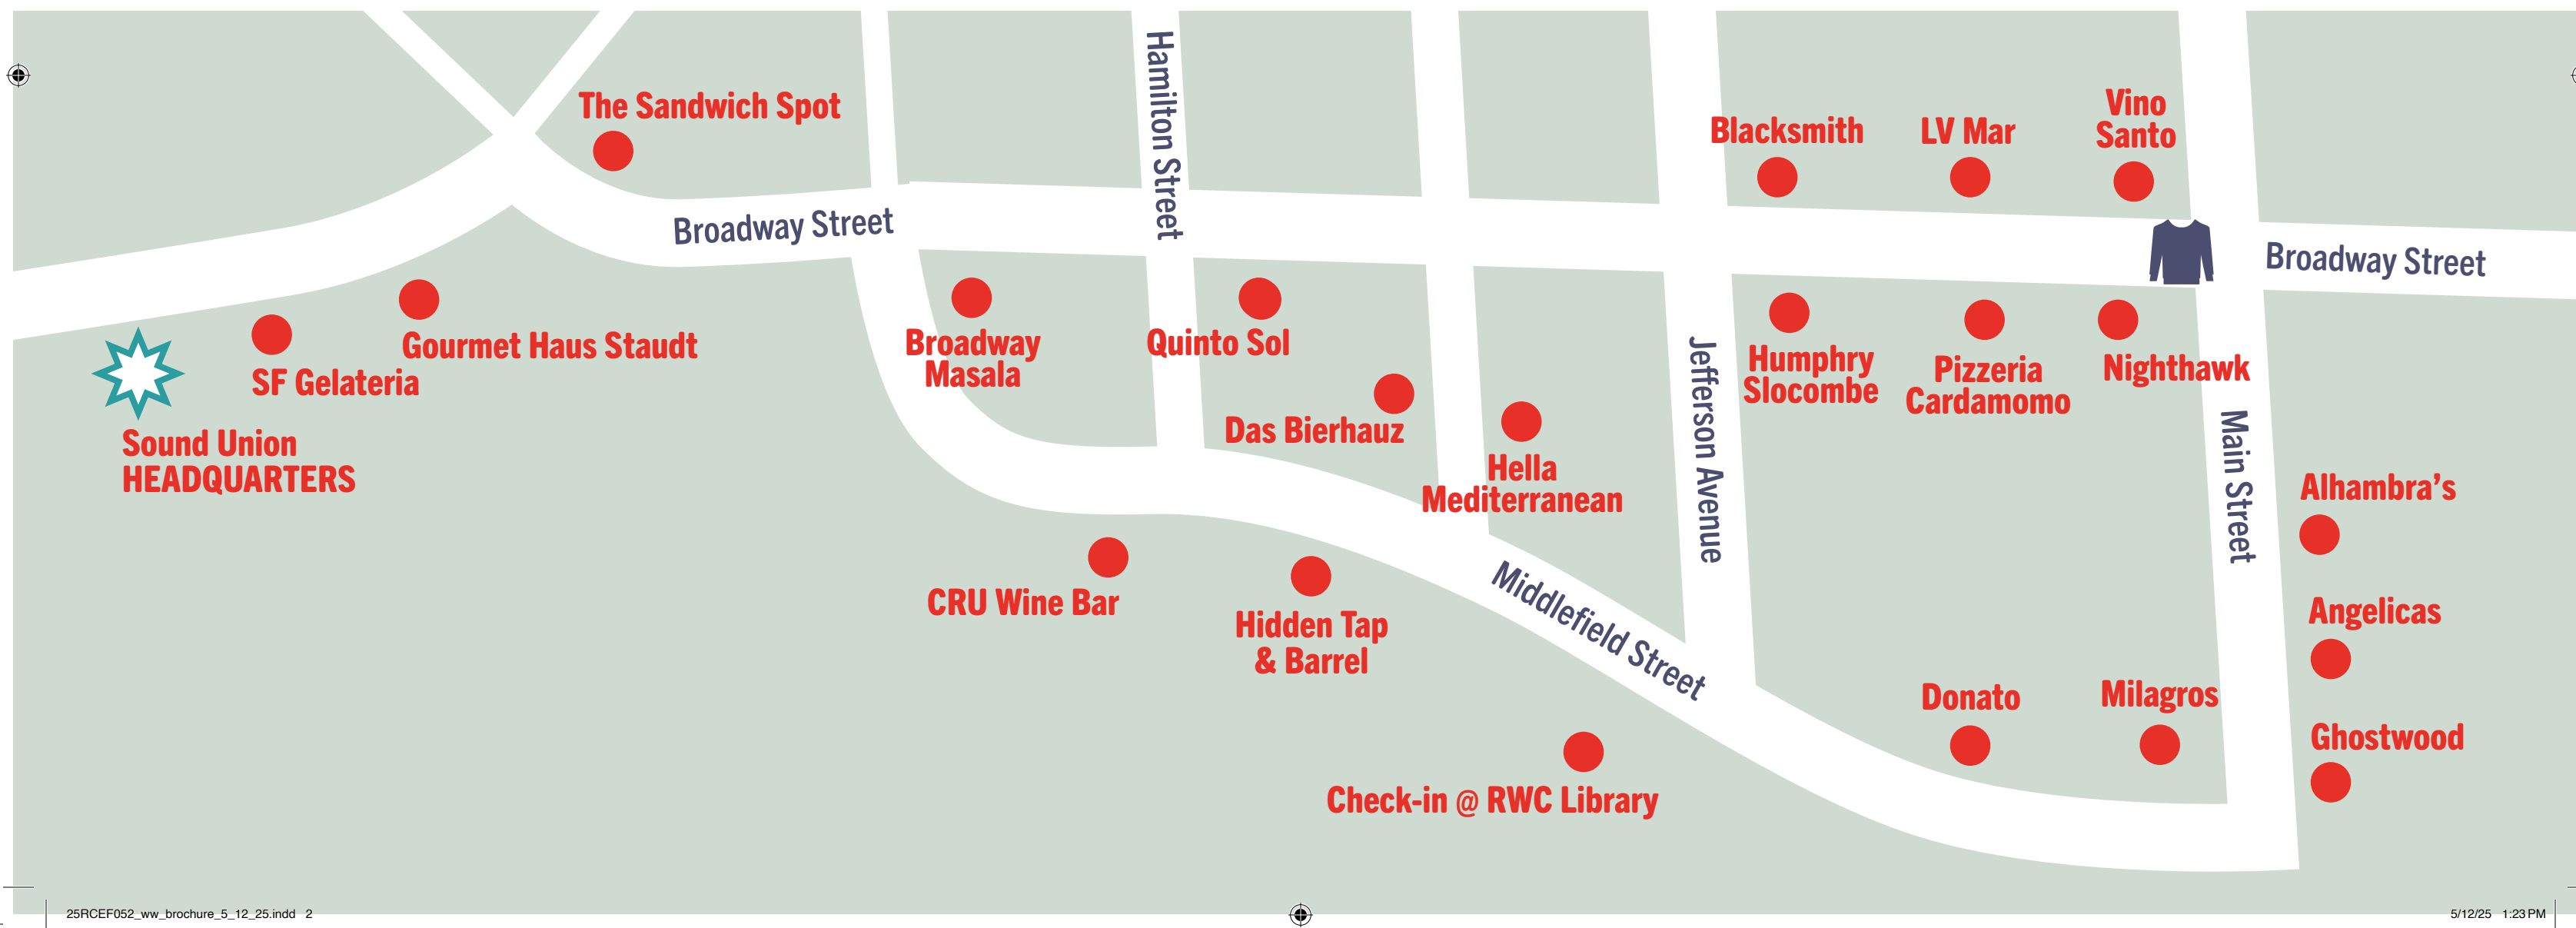 Hamilton Street
The Sandwich Spot
Blacksmith
LV Mar
Vino
Santo
Broadway Street
Broadway Street
Gourmet Haus Staudt
SF Gelateria
Sound Union
HEADQUARTERS
Broadway
Masala
Quinto Sol
Das Bierhauz
Hella
Mediterranean
Jefferson Avenue
Humphry
Slocombe
Pizzeria
Cardamomo
Nighthawk
Main Street
Alhambra’s
Angelicas
Ghostwood
CRU Wine Bar
Hidden Tap
& Barrel
Middlefield Street
Donato
Milagros
Check-in @ RWC Library
25RCEF052_ww_brochure_5_12_25.indd 2
5/12/25 1:23 PM